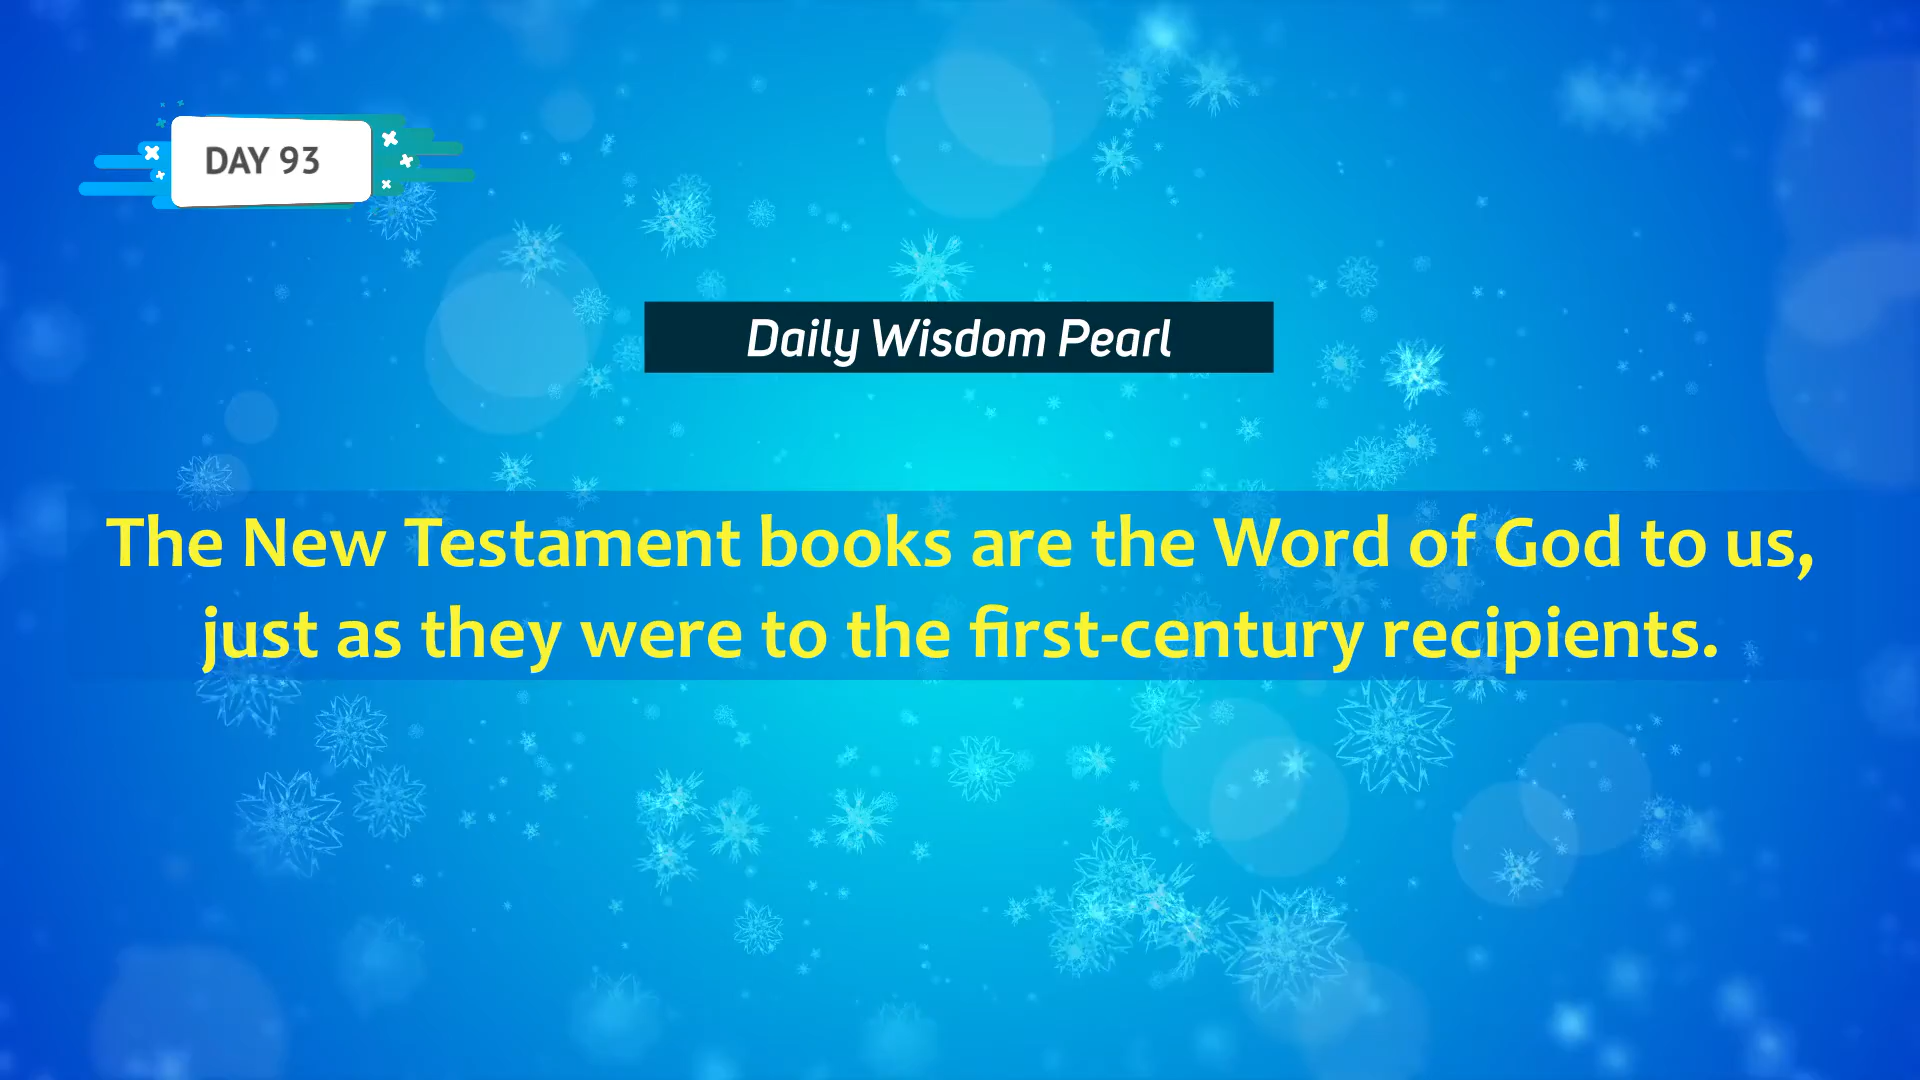 DAY 93
Daily Wisdom Pearl
The New Testament books are the Word of God to us,
just as they were to the first-century recipients.